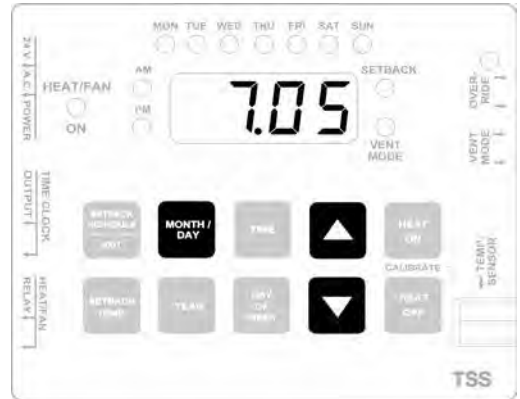 MON TUE WED THU FRI SAT SUN
24 V A.C. POWER
HEAT/FAN
ON
AM
PM
7.05
SETBACK
VENT
MODE
OVER-
RIDE
VENT
MODE
TIME CLOCK
OUTPUT
SETBACK
SCHEDULE
EXIT
MONTH /
DAY
TIME
HEAT
ON
CALIBRATE
HEAT
OFF
SETBACK
TEMP
YEAR
DAY
OF
WEEK
TEMP.
SENSOR
HEAT/FAN
RELAY
TSS